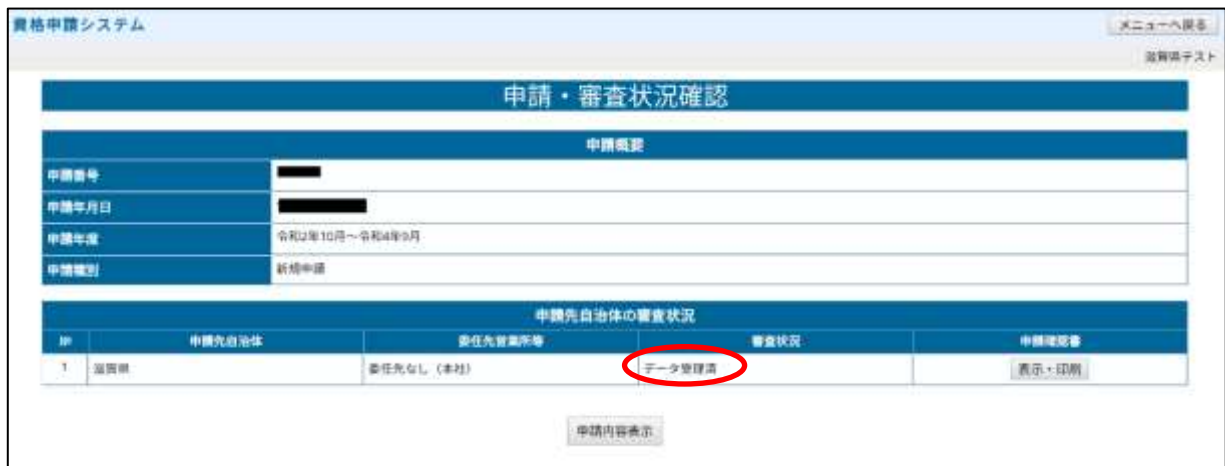 資格申請システム
メニューへ戻る
滋賀県テスト
申請・審査状況確認
申請概要
申請番号
申請年月日
申請年度 令和2年10月～令和4年9月
申請種別 新規申請
申請先自治体の審査状況
№ 申請先自治体 委任先営業所等 審査状況 申請確認書
1 滋賀県 委任先なし（本社） データ受理済 表示・印刷
申請内容表示